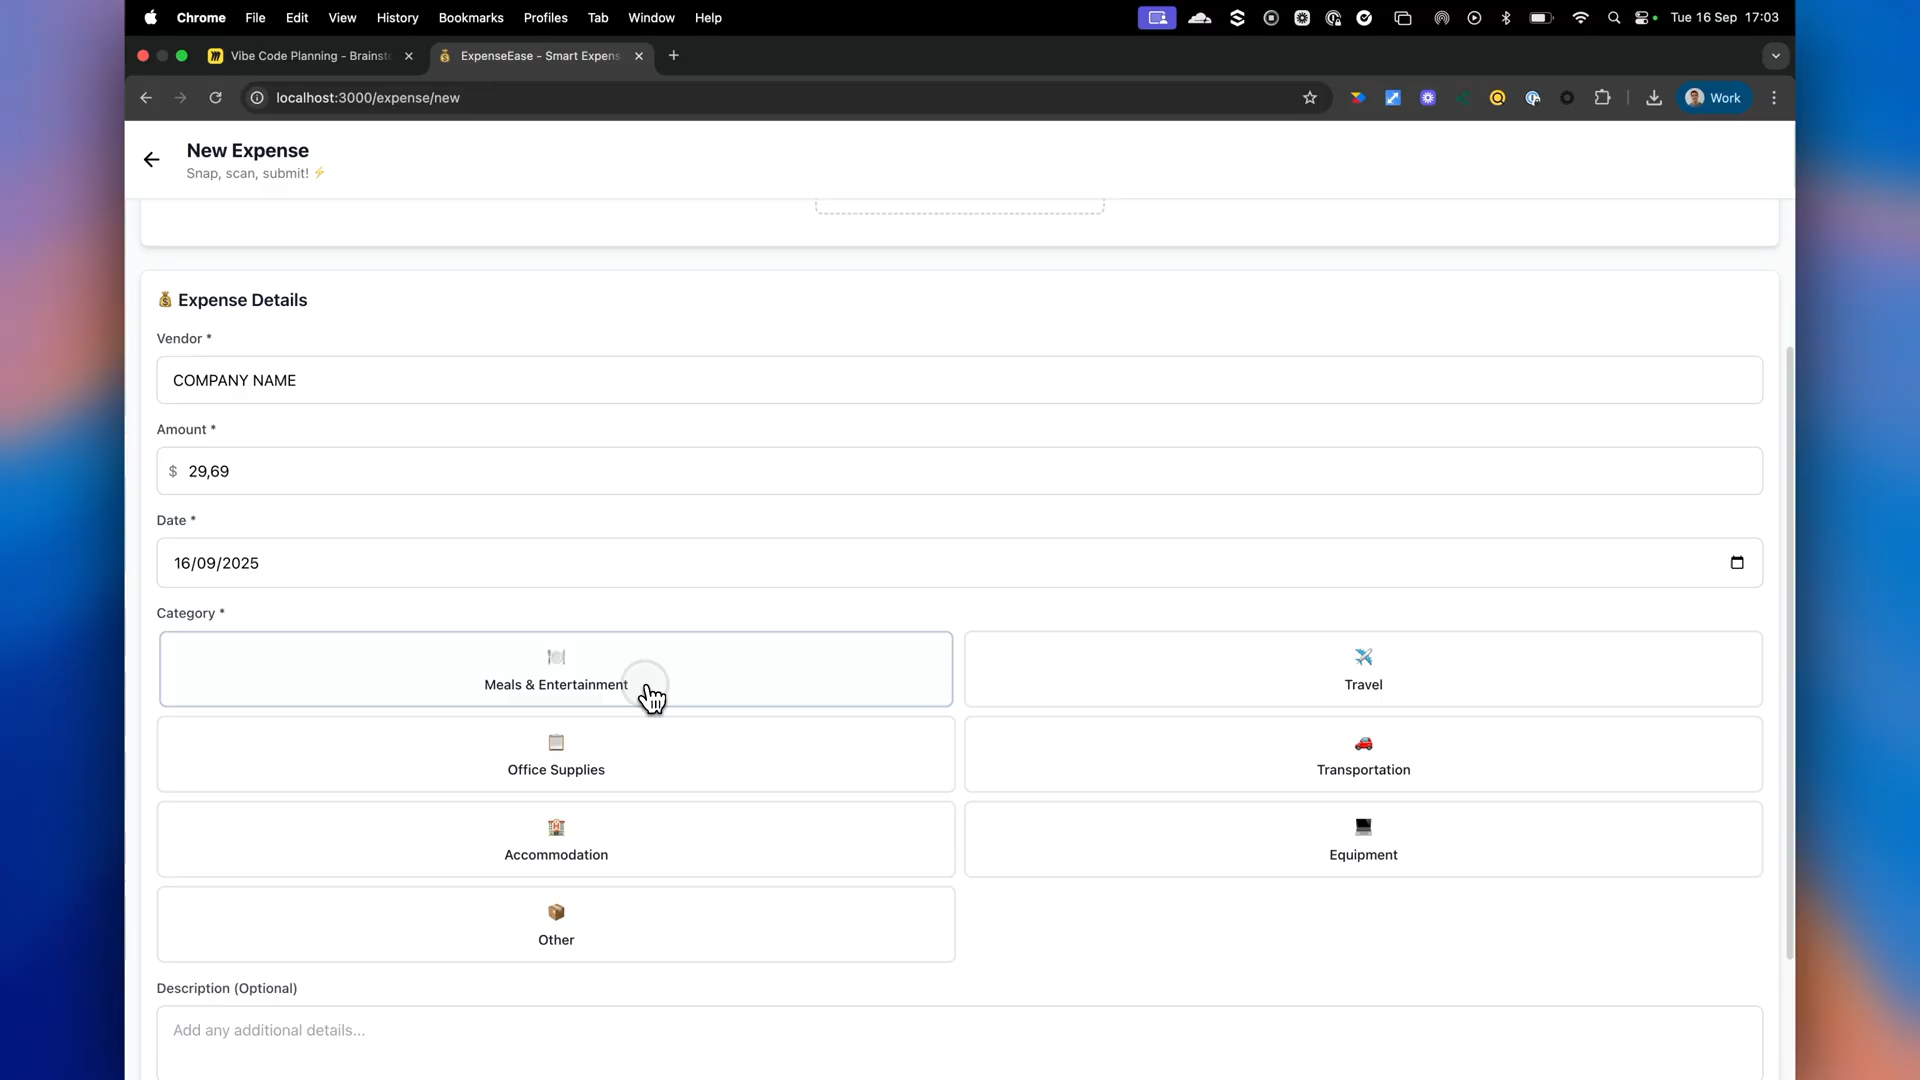 Chrome File Edit View History Bookmarks Profiles Tab Window Help Tue 16 Sep 17:03
Vibe Code Planning - Brainst ExpenseEase - Smart Expens
localhost:3000/expense/new Work
New Expense
Snap, scan, submit! ⚡
💰 Expense Details
Vendor *
COMPANY NAME
Amount *
$ 29,69
Date *
16/09/2025
Category *
Meals & Entertainment Travel
Office Supplies Transportation
Accommodation Equipment
Other
Description (Optional)
Add any additional details...